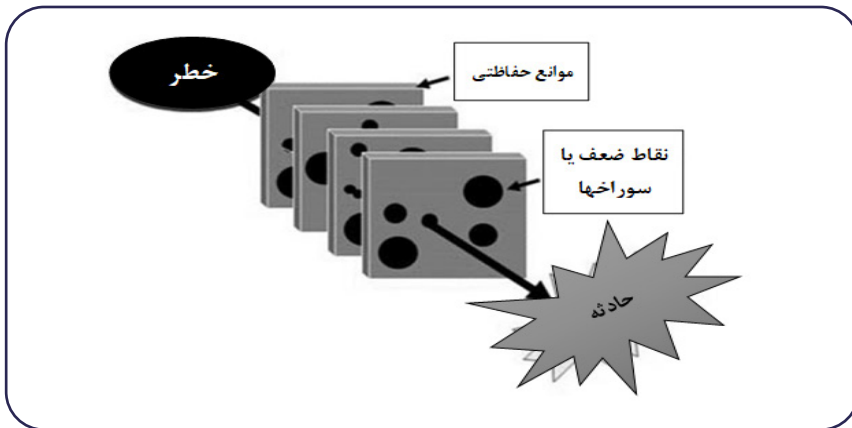 خطر
موانع حفاظتی
نقاط ضعف یا
سوراخها
حادثه